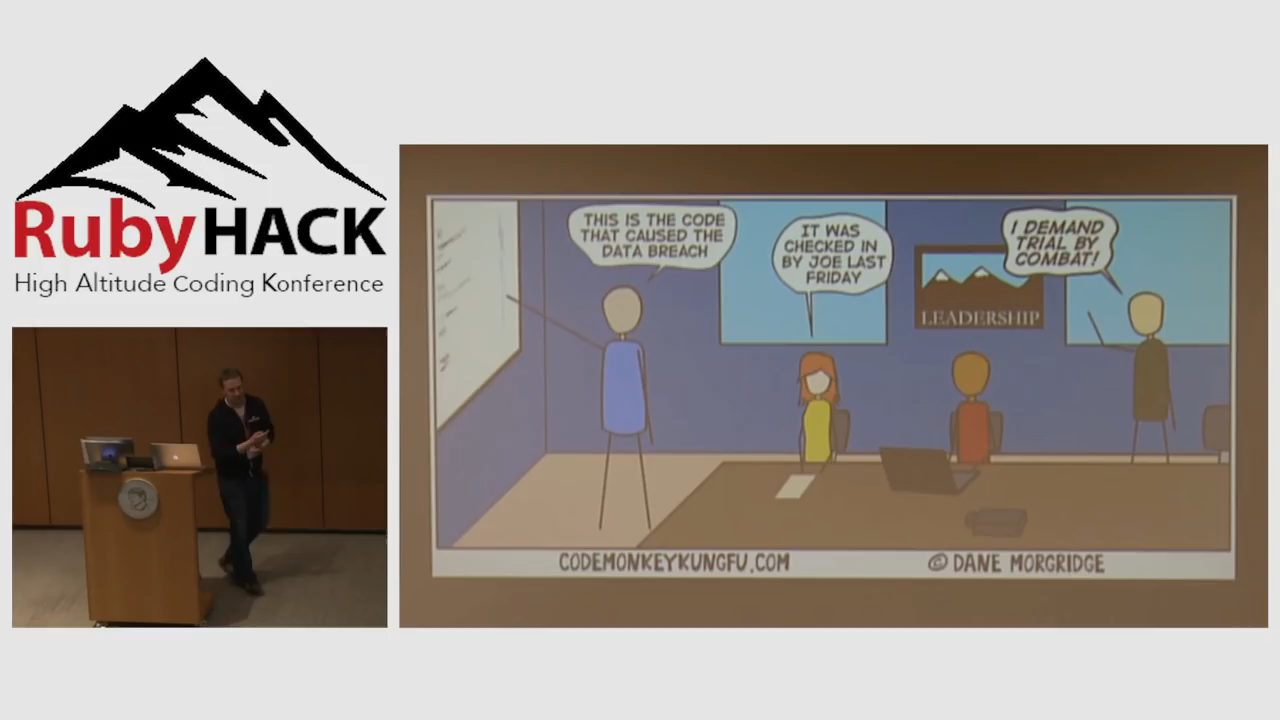 RubyHACK
High Altitude Coding Konference
THIS IS THE CODE
THAT CAUSED THE
DATA BREACH
IT WAS
CHECKED IN
BY JOE LAST
FRIDAY
I DEMAND
TRIAL BY
COMBAT!
LEADERSHIP
CODEMONKEYKUNGFU.COM
© DANE MORGRIDGE